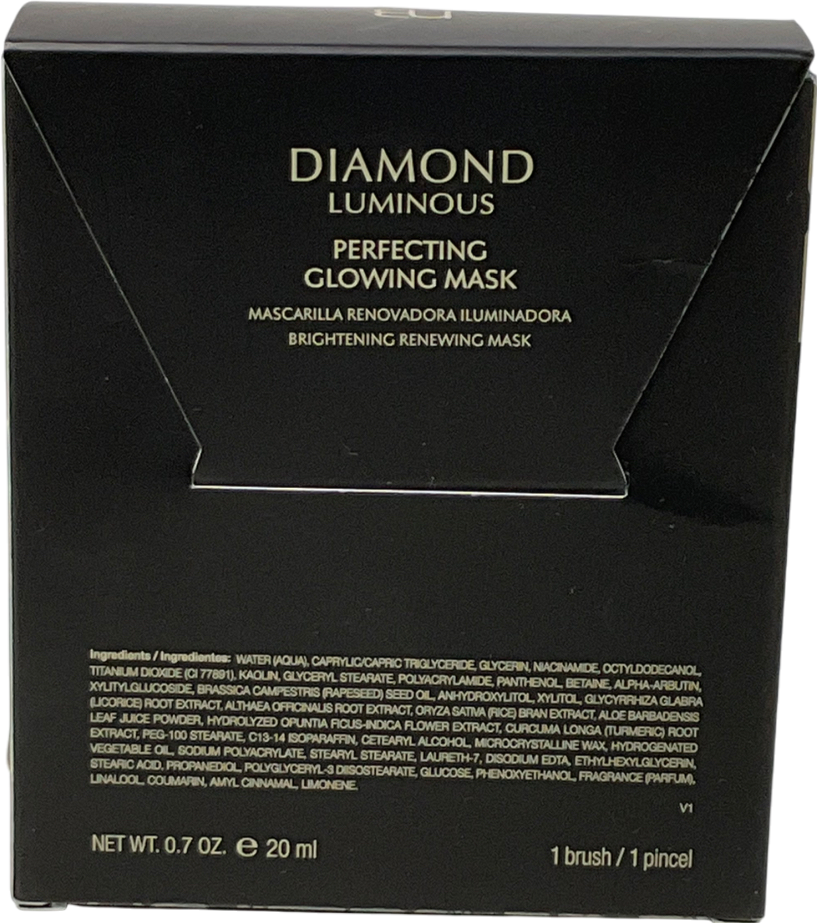 DIAMOND
LUMINOUS
PERFECTING
GLOWING MASK
MASCARILLA RENOVADORA ILUMINADORA
BRIGHTENING RENEWING MASK
Ingredients / Ingredientes: WATER (AQUA), CAPRYLIC/CAPRIC TRIGLYCERIDE, GLYCERIN, NIACINAMIDE, OCTYLDODECANOL,
TITANIUM DIOXIDE (CI 77891), KAOLIN, GLYCERYL STEARATE, POLYACRYLAMIDE, PANTHENOL, BETAINE, ALPHA-ARBUTIN,
XYLITYLGLUCOSIDE, BRASSICA CAMPESTRIS (RAPESEED) SEED OIL, ANHYDROXYLITOL, XYLITOL, GLYCYRRHIZA GLABRA
(LICORICE) ROOT EXTRACT, ALTHAEA OFFICINALIS ROOT EXTRACT, ORYZA SATIVA (RICE) BRAN EXTRACT, ALOE BARBADENSIS
LEAF JUICE POWDER, HYDROLYZED OPUNTIA FICUS-INDICA FLOWER EXTRACT, CURCUMA LONGA (TURMERIC) ROOT
EXTRACT, PEG-100 STEARATE, C13-14 ISOPARAFFIN, CETEARYL ALCOHOL, MICROCRYSTALLINE WAX, HYDROGENATED
VEGETABLE OIL, SODIUM POLYACRYLATE, STEARYL STEARATE, LAURETH-7, DISODIUM EDTA, ETHYLHEXYLGLYCERIN,
STEARIC ACID, PROPANEDIOL, POLYGLYCERYL-3 DIISOSTEARATE, GLUCOSE, PHENOXYETHANOL, FRAGRANCE (PARFUM),
LINALOOL, COUMARIN, AMYL CINNAMAL, LIMONENE.
V1
NET WT. 0.7 OZ. e 20 ml
1 brush / 1 pincel